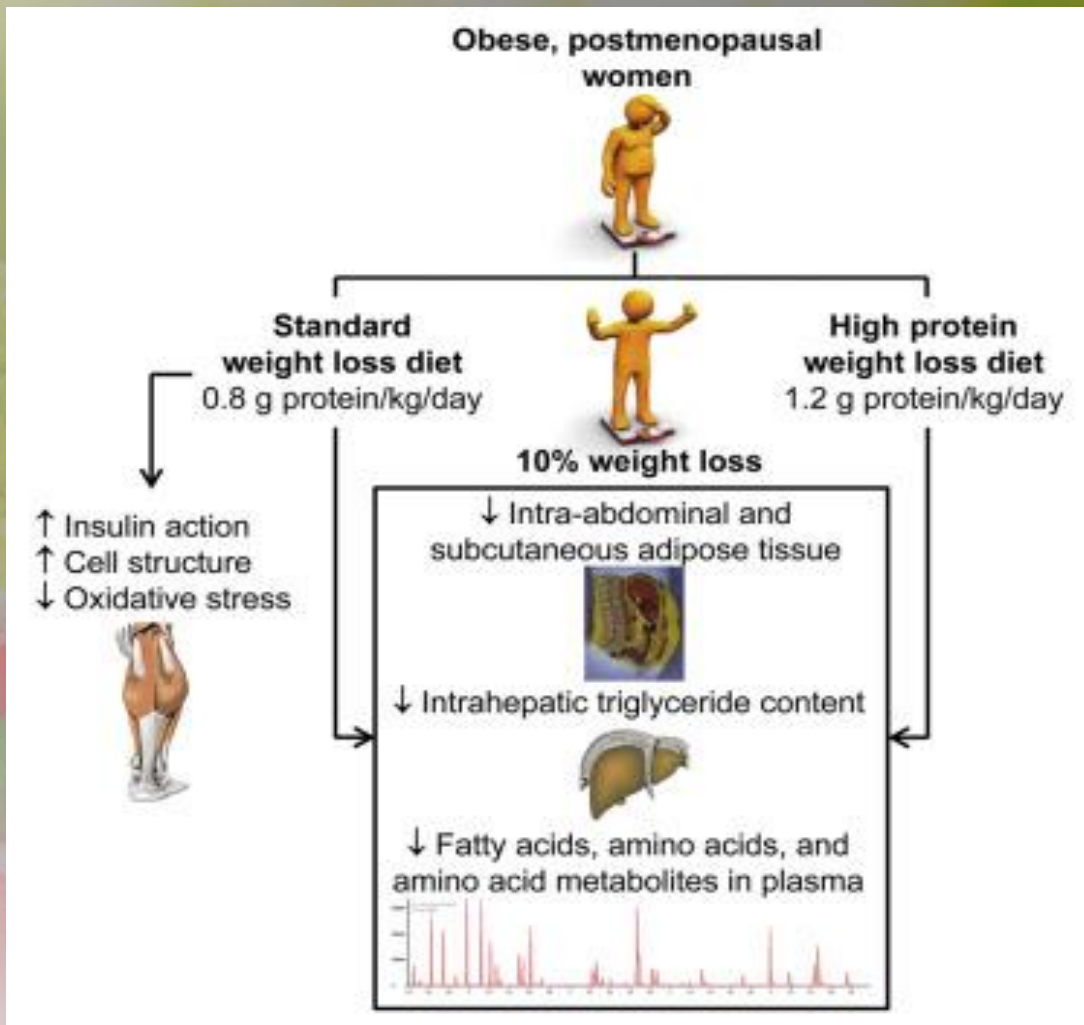 Obese, postmenopausal
women
Standard
weight loss diet
0.8 g protein/kg/day
High protein
weight loss diet
1.2 g protein/kg/day
10% weight loss
↑ Insulin action
↑ Cell structure
↓ Oxidative stress
↓ Intra-abdominal and
subcutaneous adipose tissue
↓ Intrahepatic triglyceride content
↓ Fatty acids, amino acids, and
amino acid metabolites in plasma